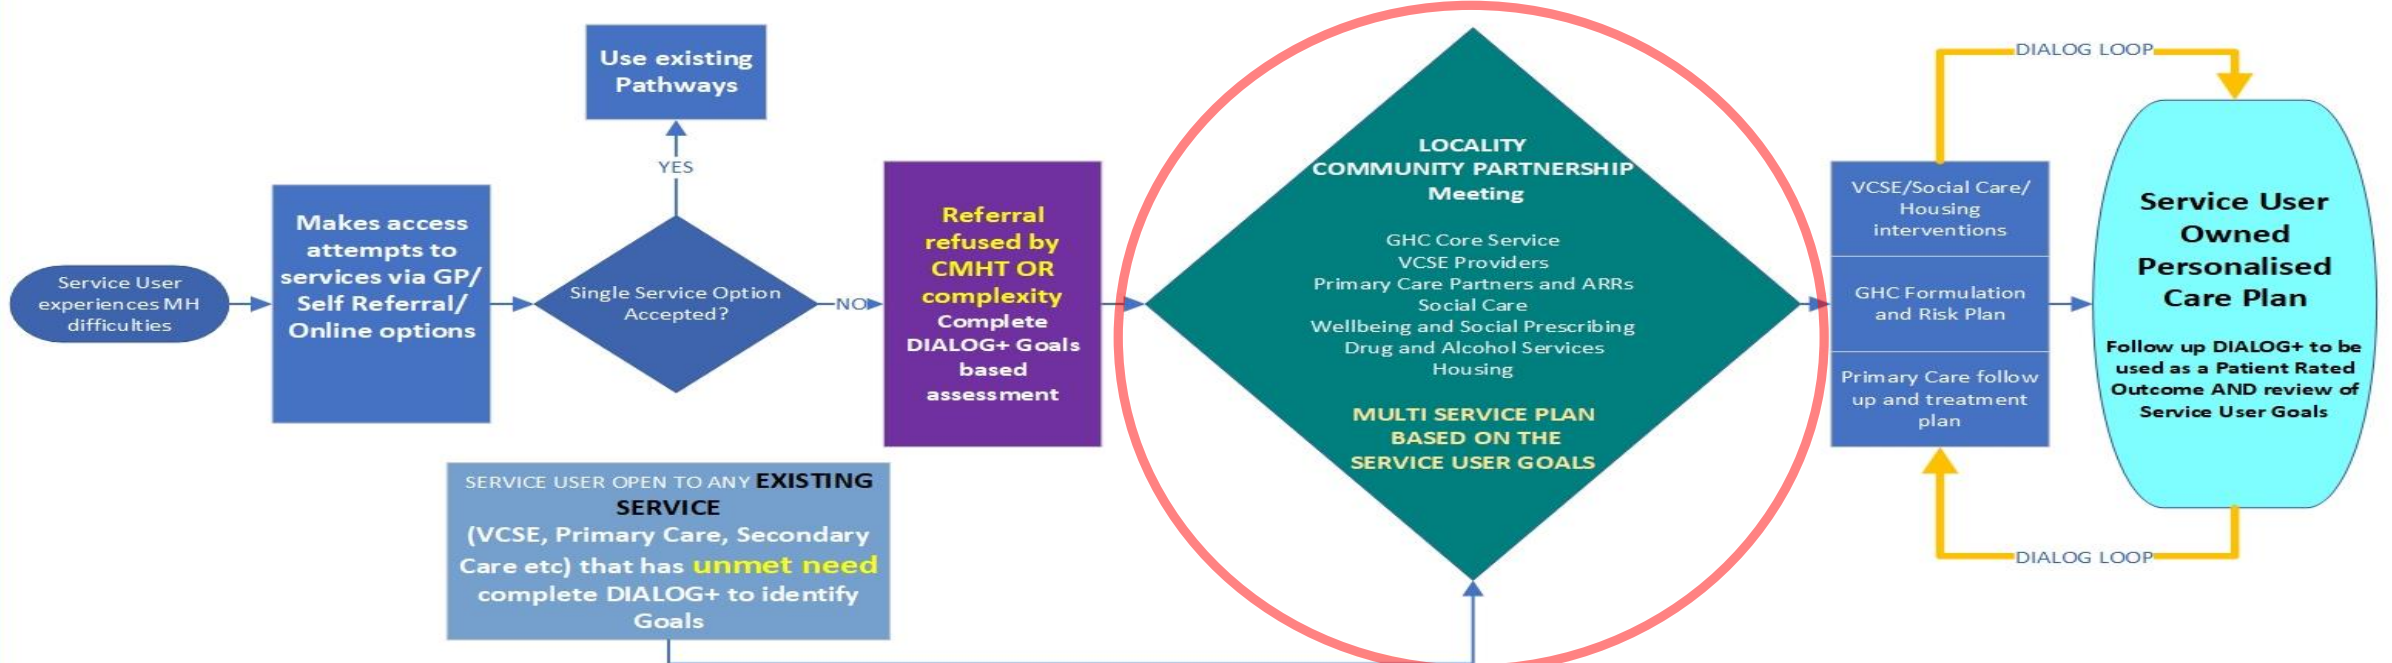 Service User
experiences MH
difficulties
Makes access
attempts to
services via GP/
Self Referral/
Online options
Use existing
Pathways
YES
Single Service Option
Accepted?
NO
Referral
refused by
CMHT OR
complexity
Complete
DIALOG+ Goals
based
assessment
SERVICE USER OPEN TO ANY EXISTING
SERVICE
(VCSE, Primary Care, Secondary
Care etc) that has unmet need
complete DIALOG+ to identify
Goals
LOCALITY
COMMUNITY PARTNERSHIP
Meeting
GHC Core Service
VCSE Providers
Primary Care Partners and ARRs
Social Care
Wellbeing and Social Prescribing
Drug and Alcohol Services
Housing
MULTI SERVICE PLAN
BASED ON THE
SERVICE USER GOALS
DIALOG LOOP
VCSE/Social Care/
Housing
interventions
GHC Formulation
and Risk Plan
Primary Care follow
up and treatment
plan
Service User
Owned
Personalised
Care Plan
Follow up DIALOG+ to be
used as a Patient Rated
Outcome AND review of
Service User Goals
DIALOG LOOP